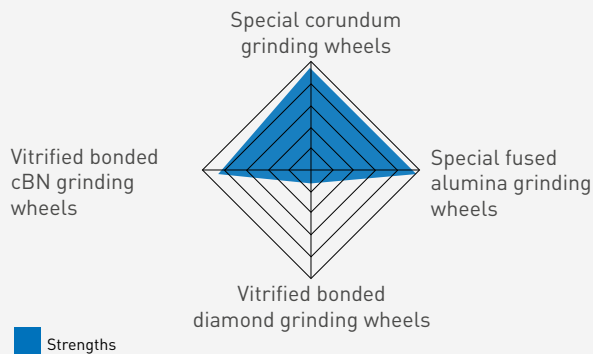 Special corundum
grinding wheels
Vitrified bonded
cBN grinding
wheels
Special fused
alumina grinding
wheels
Vitrified bonded
diamond grinding wheels
Strengths